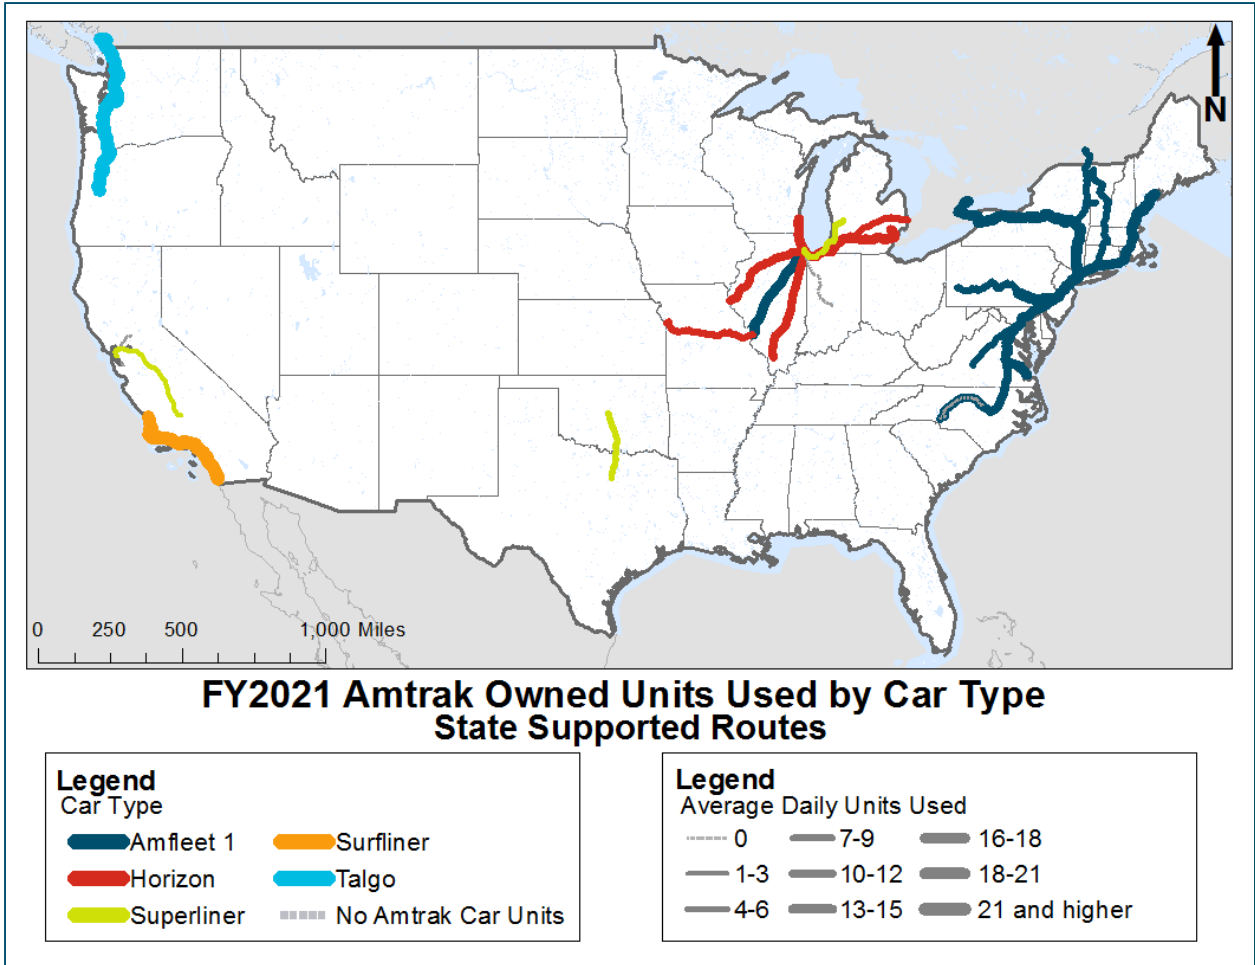 N
0 250 500 1,000 Miles
FY2021 Amtrak Owned Units Used by Car Type
State Supported Routes
Legend
Car Type
Amfleet 1
Surfliner
Horizon
Talgo
Superliner
No Amtrak Car Units
Legend
Average Daily Units Used
0 7-9 16-18
1-3 10-12 18-21
4-6 13-15 21 and higher